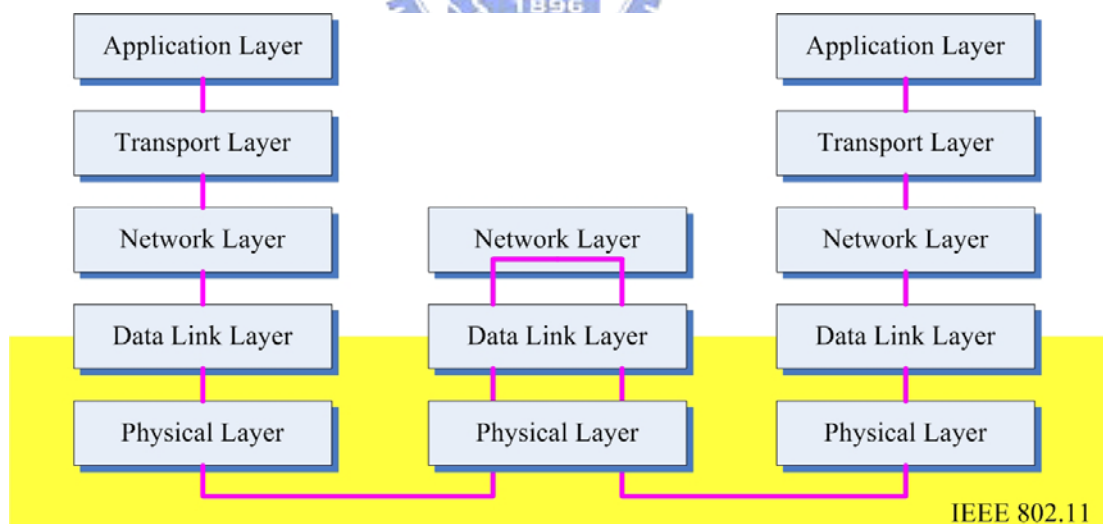 1896
Application Layer
Application Layer
Transport Layer
Transport Layer
Network Layer
Network Layer
Network Layer
Data Link Layer
Data Link Layer
Data Link Layer
Physical Layer
Physical Layer
Physical Layer
IEEE 802.11